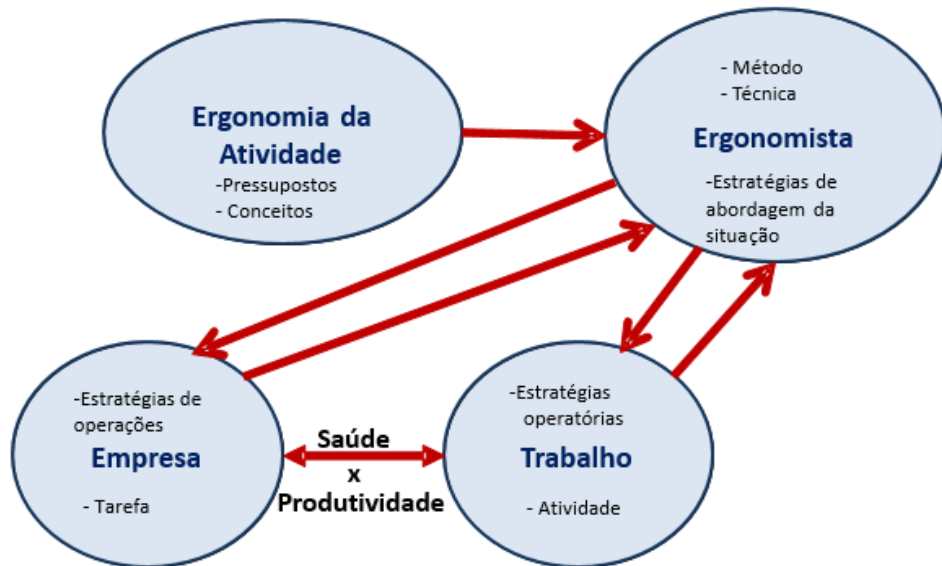 Ergonomia da
Atividade
-Pressupostos
- Conceitos
- Método
- Técnica
Ergonomista
-Estratégias de
abordagem da
situação
-Estratégias de
operações
Empresa
- Tarefa
Saúde
x
Produtividade
-Estratégias
operatórias
Trabalho
- Atividade